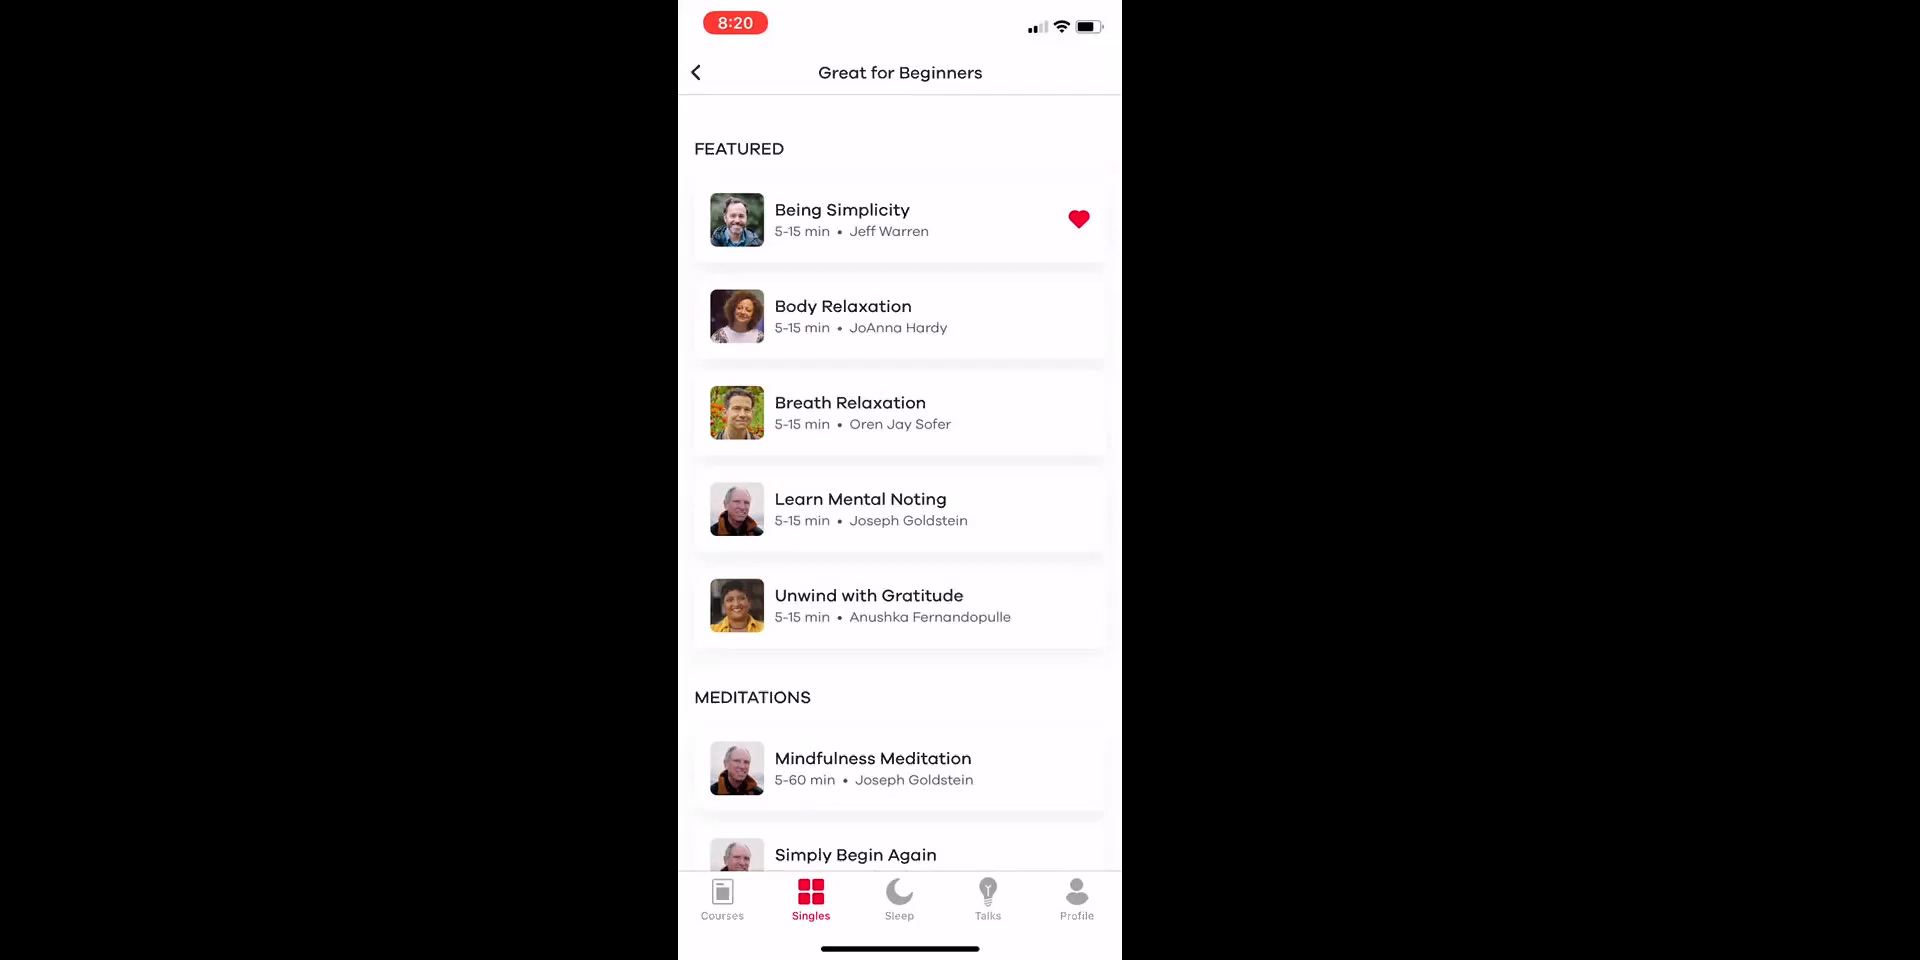 8:20
Great for Beginners
FEATURED
Being Simplicity
5-15 min • Jeff Warren
Body Relaxation
5-15 min • JoAnna Hardy
Breath Relaxation
5-15 min • Oren Jay Sofer
Learn Mental Noting
5-15 min • Joseph Goldstein
Unwind with Gratitude
5-15 min • Anushka Fernandopulle
MEDITATIONS
Mindfulness Meditation
5-60 min • Joseph Goldstein
Simply Begin Again
Courses Singles Sleep Talks Profile